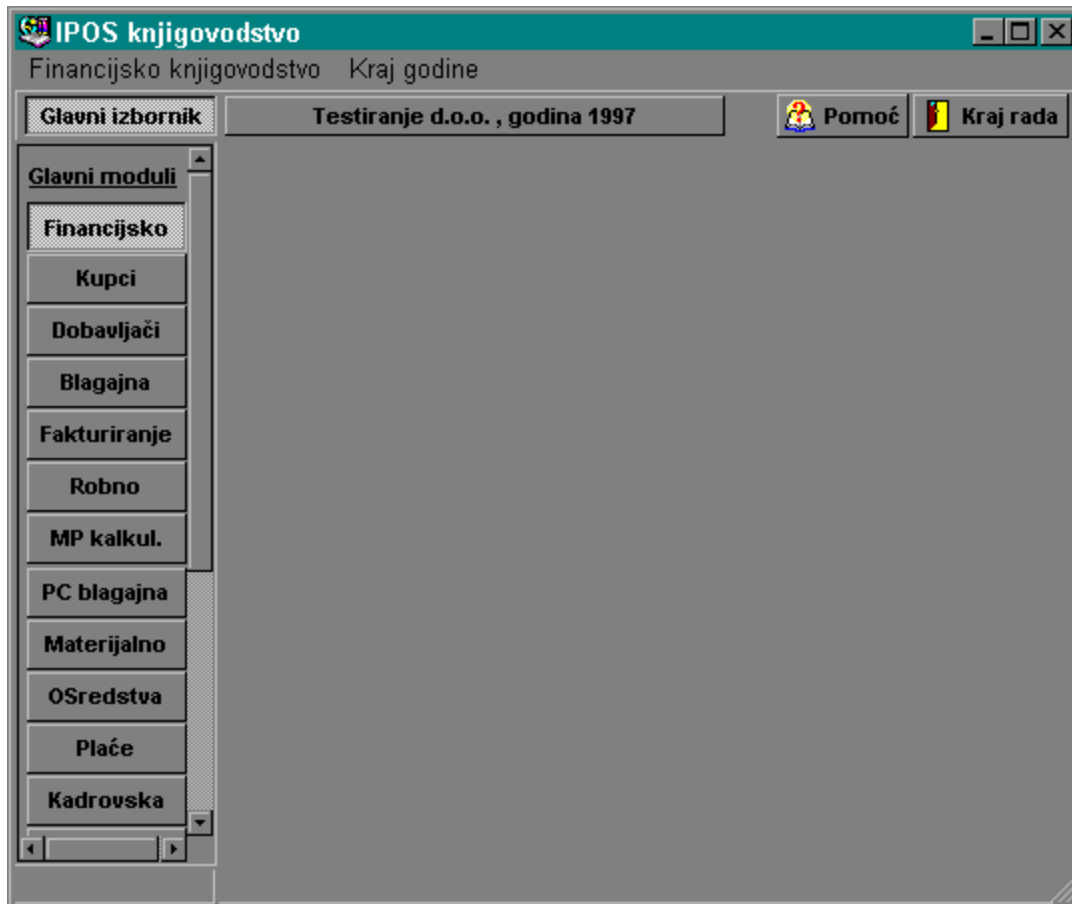 IPOS knjigovodstvo
Financijsko knjigovodstvo Kraj godine
Glavni izbornik Testiranje d.o.o. , godina 1997 Pomoć Kraj rada
Glavni moduli
Financijsko
Kupci
Dobavljači
Blagajna
Fakturiranje
Robno
MP kalkul.
PC blagajna
Materijalno
OSredstva
Plaće
Kadrovska